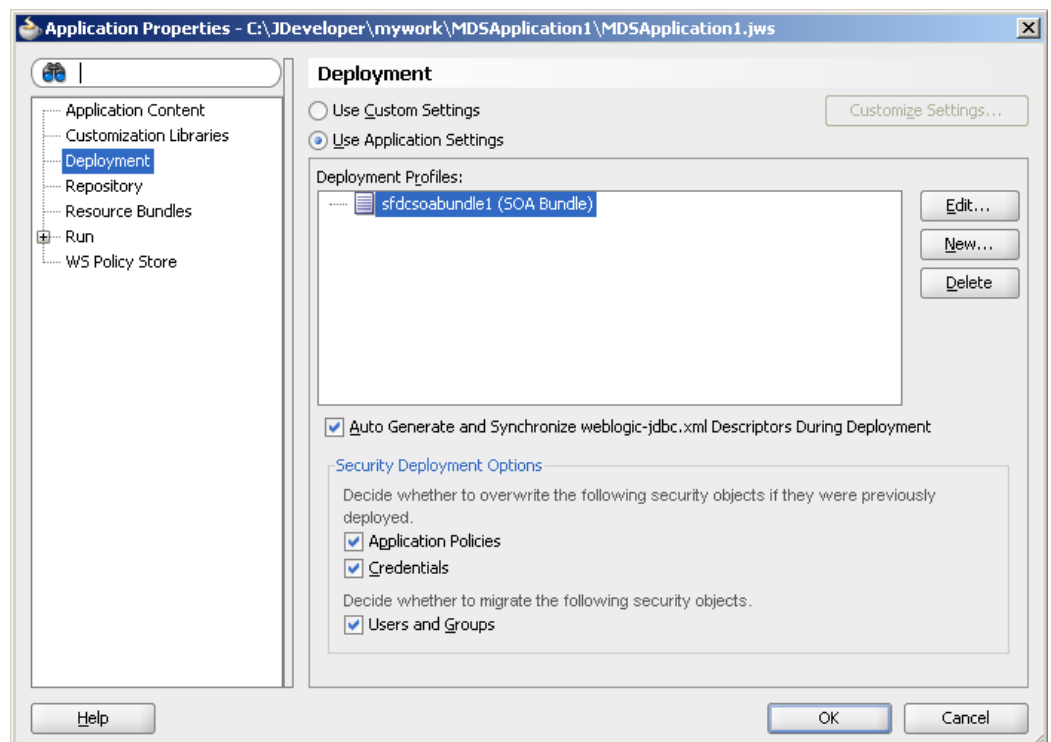 Application Properties - C:\JDeveloper\mywork\MDSApplication1\MDSApplication1.jws
Application Content
Customization Libraries
Deployment
Repository
Resource Bundles
Run
WS Policy Store
Deployment
Use Custom Settings
Customize Settings...
Use Application Settings
Deployment Profiles:
sfdcsoabundle1 (SOA Bundle)
Edit...
New...
Delete
Auto Generate and Synchronize weblogic-jdbc.xml Descriptors During Deployment
Security Deployment Options
Decide whether to overwrite the following security objects if they were previously
deployed.
Application Policies
Credentials
Decide whether to migrate the following security objects.
Users and Groups
Help
OK
Cancel